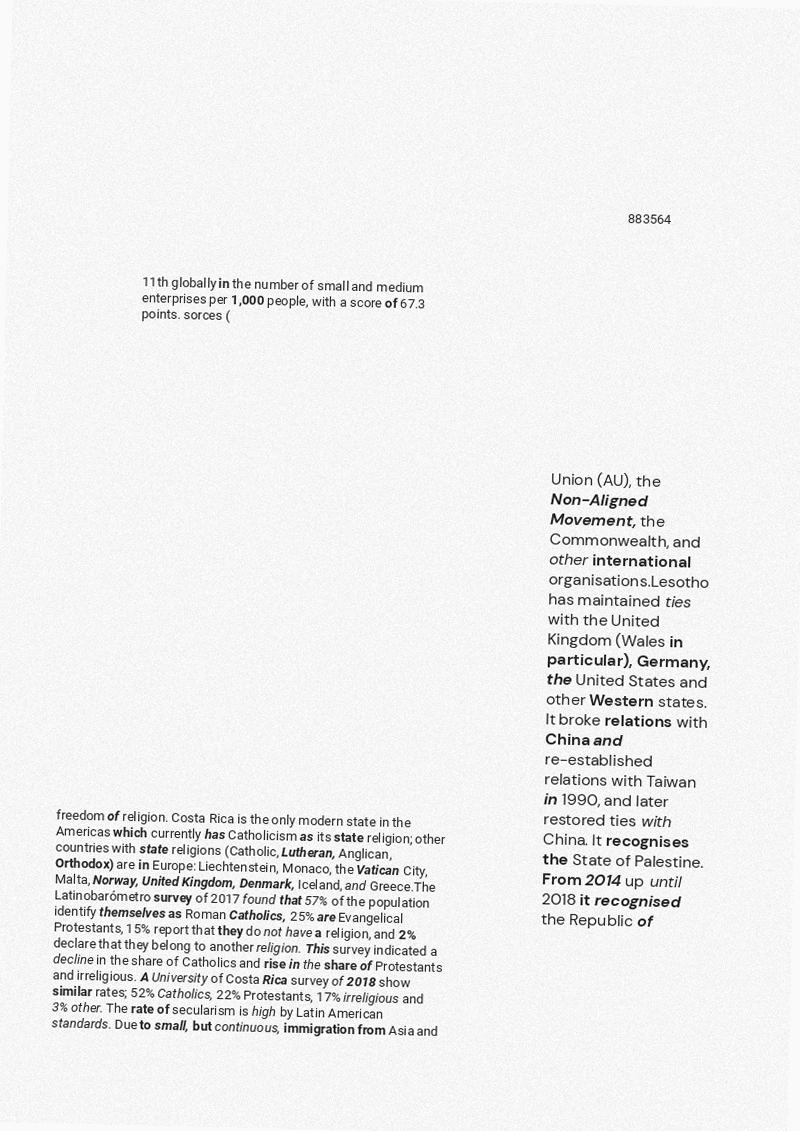 883564
11th globally in the number of small and medium
enterprises per 1,000 people, with a score of 67.3
points. sorces (
Union (AU), the
Non-Aligned
Movement, the
Commonwealth, and
other international
organisations.Lesotho
has maintained ties
with the United
Kingdom (Wales in
particular), Germany,
the United States and
other Western states.
It broke relations with
China and
re-established
relations with Taiwan
in 1990, and later
restored ties with
China. It recognises
the State of Palestine.
From 2014 up until
2018 it recognised
the Republic of
freedom of religion. Costa Rica is the only modern state in the
Americas which currently has Catholicism as its state religion; other
countries with state religions (Catholic, Lutheran, Anglican,
Orthodox) are in Europe: Liechtenstein, Monaco, the Vatican City,
Malta, Norway, United Kingdom, Denmark, Iceland, and Greece.The
Latinobarómetro survey of 2017 found that 57% of the population
identify themselves as Roman Catholics, 25% are Evangelical
Protestants, 15% report that they do not have a religion, and 2%
declare that they belong to another religion. This survey indicated a
decline in the share of Catholics and rise in the share of Protestants
and irreligious. A University of Costa Rica survey of 2018 show
similar rates; 52% Catholics, 22% Protestants, 17% irreligious and
3% other. The rate of secularism is high by Latin American
standards. Due to small, but continuous, immigration from Asia and